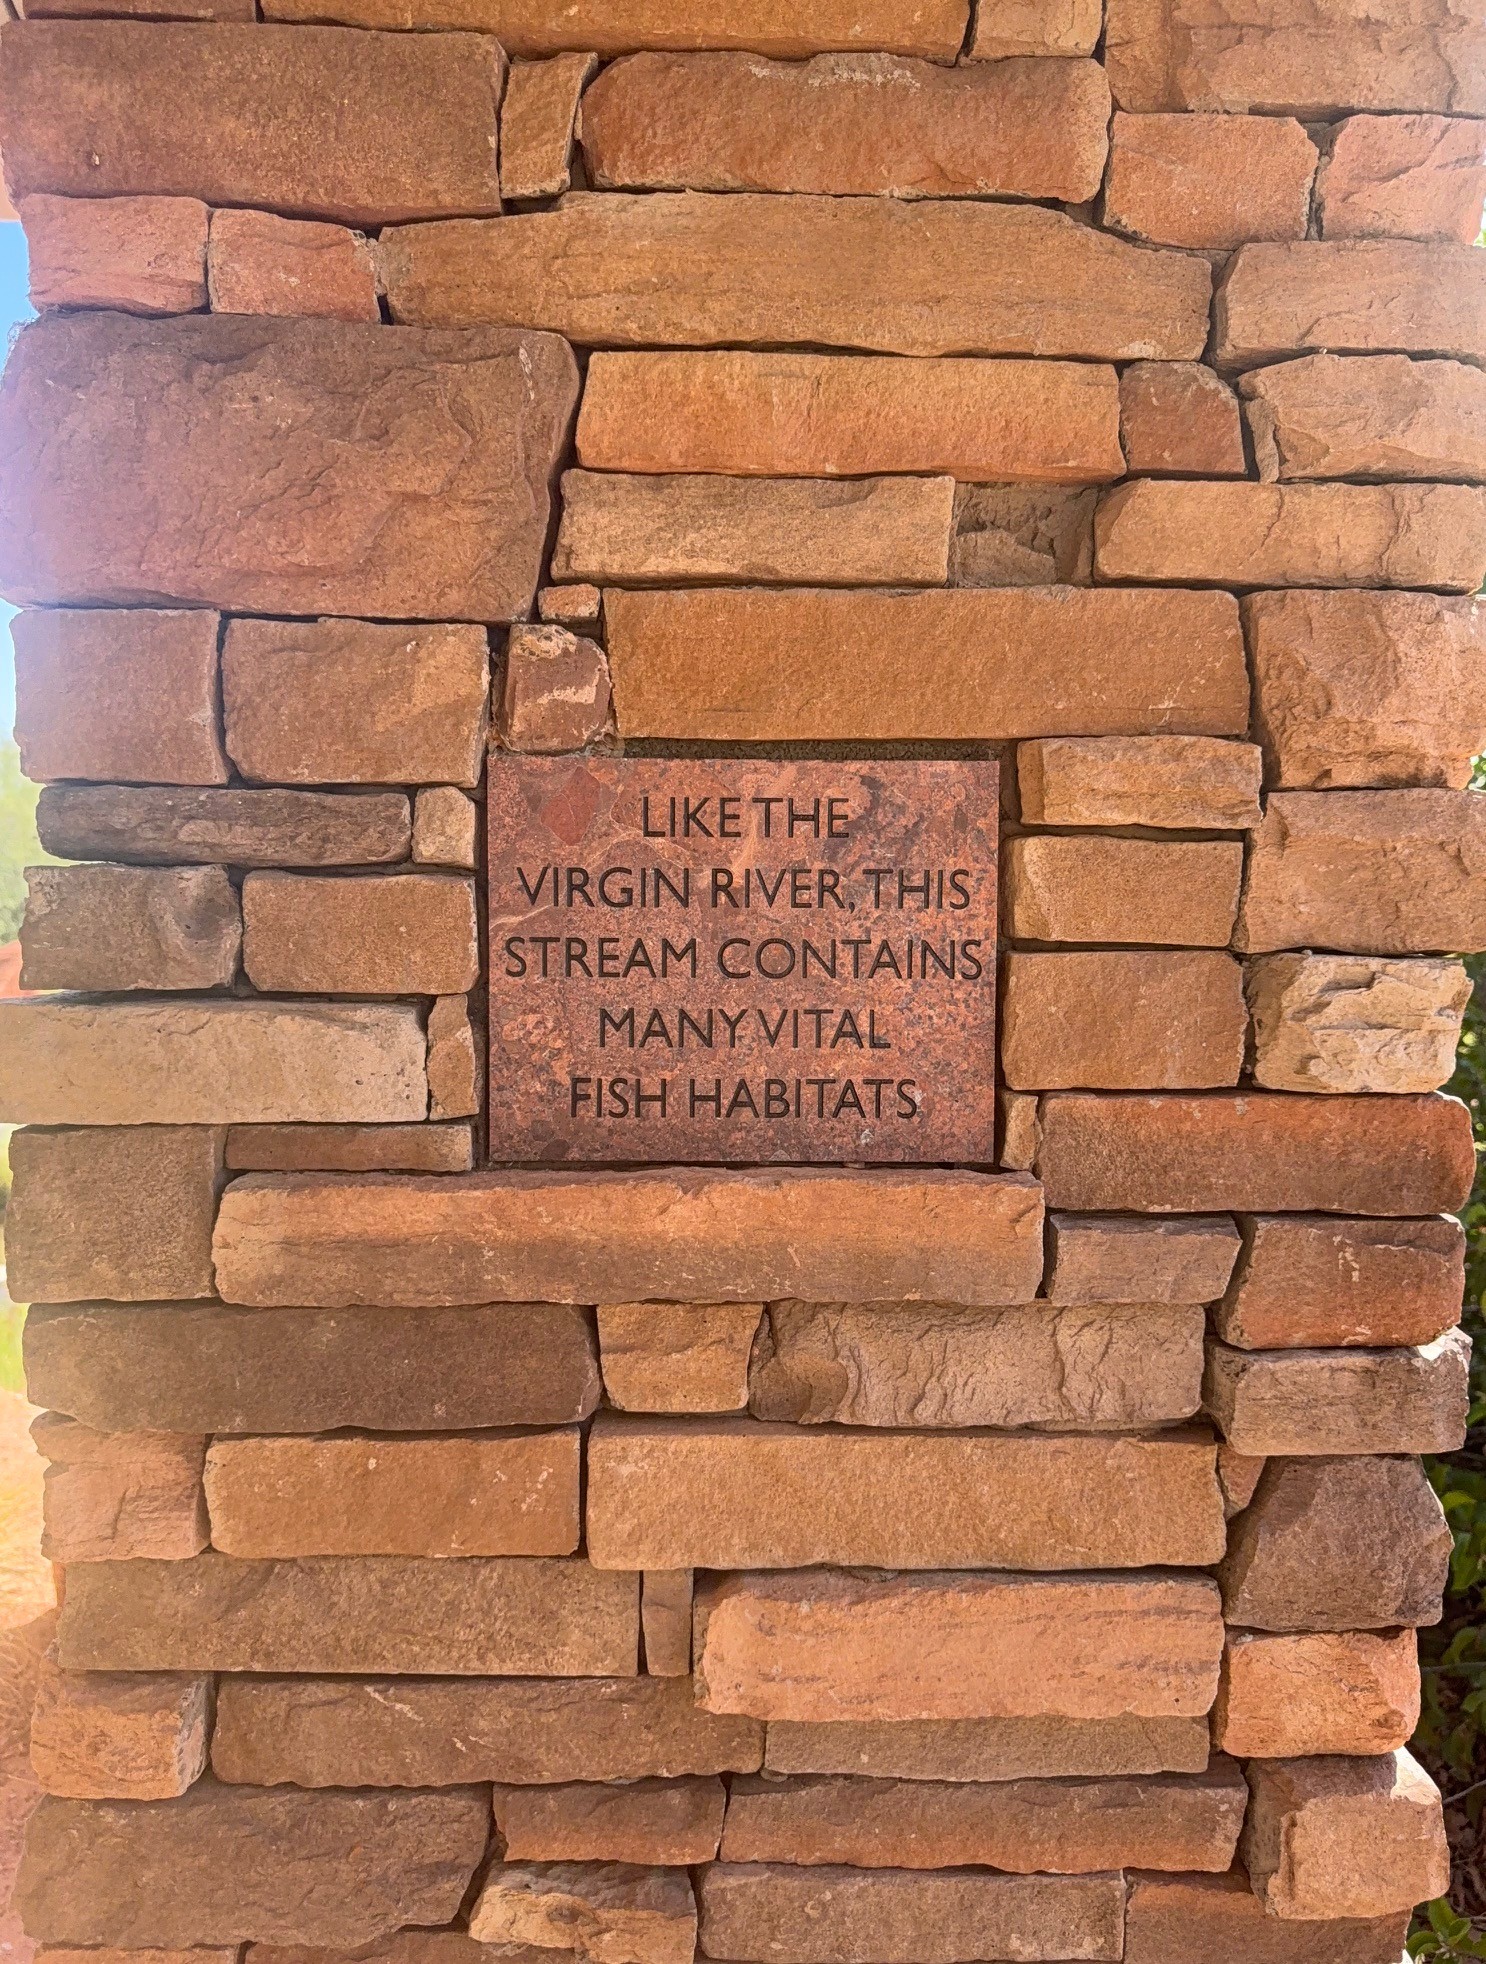 LIKE THE
VIRGIN RIVER, THIS
STREAM CONTAINS
MANY VITAL
FISH HABITATS